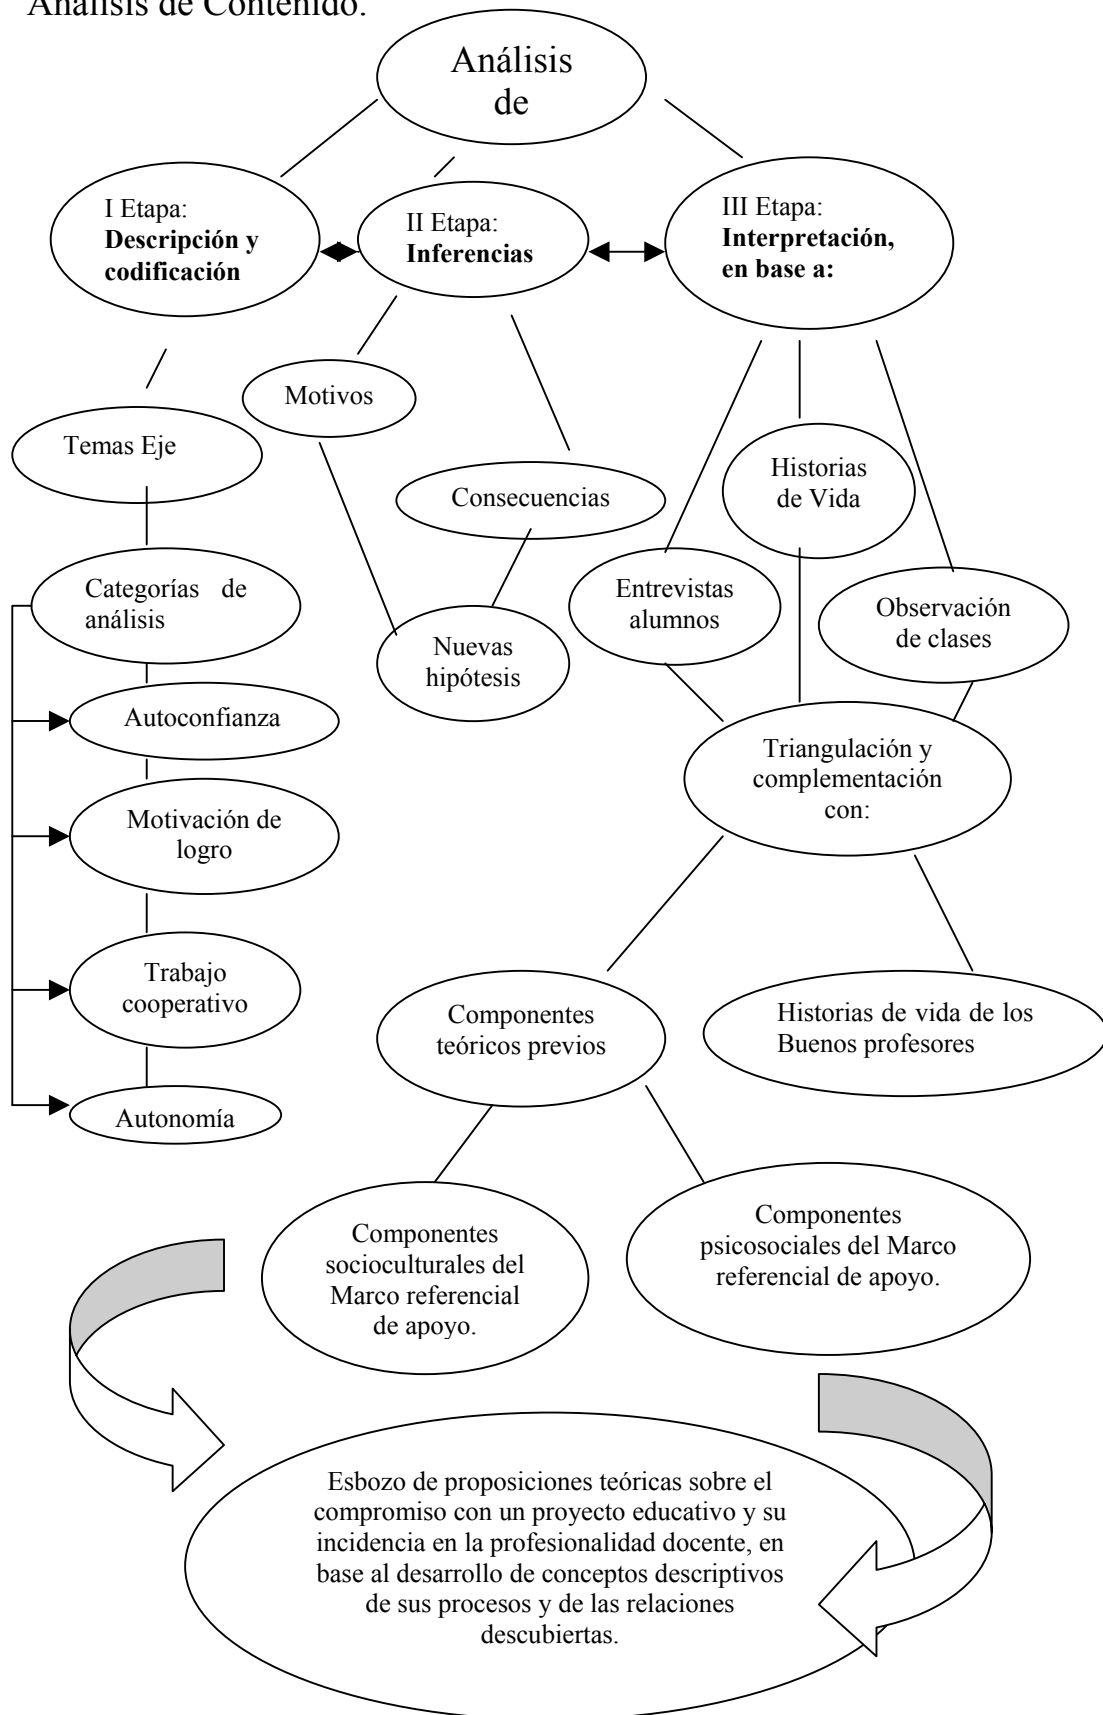 Análisis de Contenido.
Análisis
de
I Etapa:
Descripción y
codificación
II Etapa:
Inferencias
III Etapa:
Interpretación,
en base a:
Motivos
Temas Eje
Consecuencias
Historias
de Vida
Categorías de
análisis
Entrevistas
alumnos
Observación
de clases
Nuevas
hipótesis
Autoconfianza
Triangulación y
complementación
con:
Motivación de
logro
Trabajo
cooperativo
Componentes
teóricos previos
Historias de vida de los
Buenos profesores
Autonomía
Componentes
socioculturales del
Marco referencial
de apoyo.
Componentes
psicosociales del Marco
referencial de apoyo.
Esbozo de proposiciones teóricas sobre el
compromiso con un proyecto educativo y su
incidencia en la profesionalidad docente, en
base al desarrollo de conceptos descriptivos
de sus procesos y de las relaciones
descubiertas.